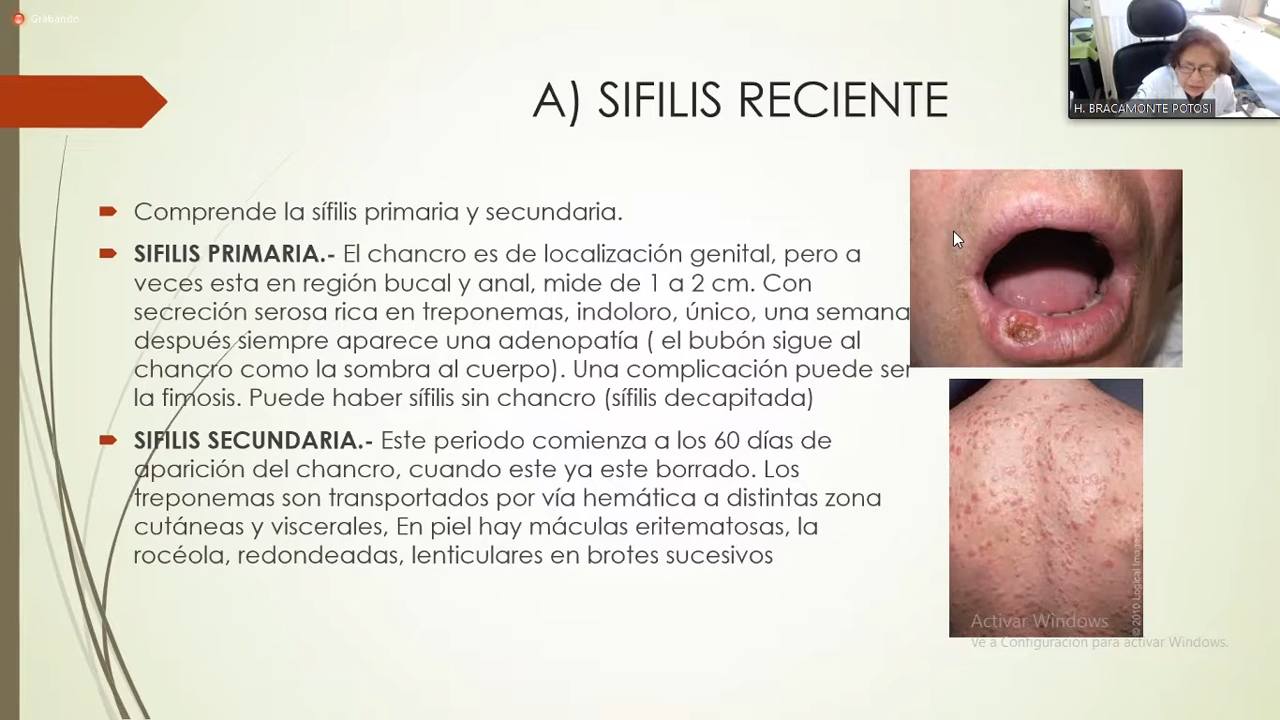 Grabando
A) SIFILIS RECIENTE
H. BRACAMONTE POTOSI
Comprende la sífilis primaria y secundaria.
SIFILIS PRIMARIA.- El chancro es de localización genital, pero a
veces esta en región bucal y anal, mide de 1 a 2 cm. Con
secreción serosa rica en treponemas, indoloro, único, una semana
después siempre aparece una adenopatía ( el bubón sigue al
chancro como la sombra al cuerpo). Una complicación puede ser
la fimosis. Puede haber sífilis sin chancro (sífilis decapitada)
SIFILIS SECUNDARIA.- Este periodo comienza a los 60 días de
aparición del chancro, cuando este ya este borrado. Los
treponemas son transportados por vía hemática a distintas zona
cutáneas y viscerales, En piel hay máculas eritematosas, la
rocéola, redondeadas, lenticulares en brotes sucesivos
© 2010 Logical Images
Activar Windows
Ve a Configuración para activar Windows.